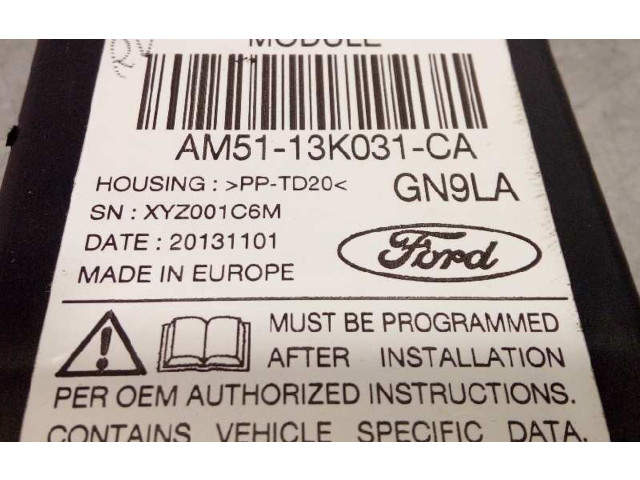 MODULE
AM51-13K031-CA
HOUSING : >PP-TD20< GN9LA
SN : XYZ001C6M
DATE : 20131101
Ford
MADE IN EUROPE
MUST BE PROGRAMMED
AFTER INSTALLATION
PER OEM AUTHORIZED INSTRUCTIONS.
CONTAINS VEHICLE SPECIFIC DATA.